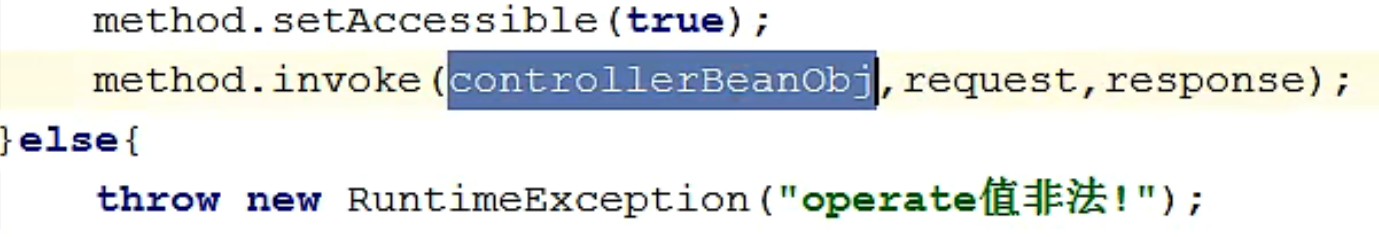 method.setAccessible(true);
method.invoke(controllerBeanObj,request,response);
}else{
throw new RuntimeException("operate值非法!");